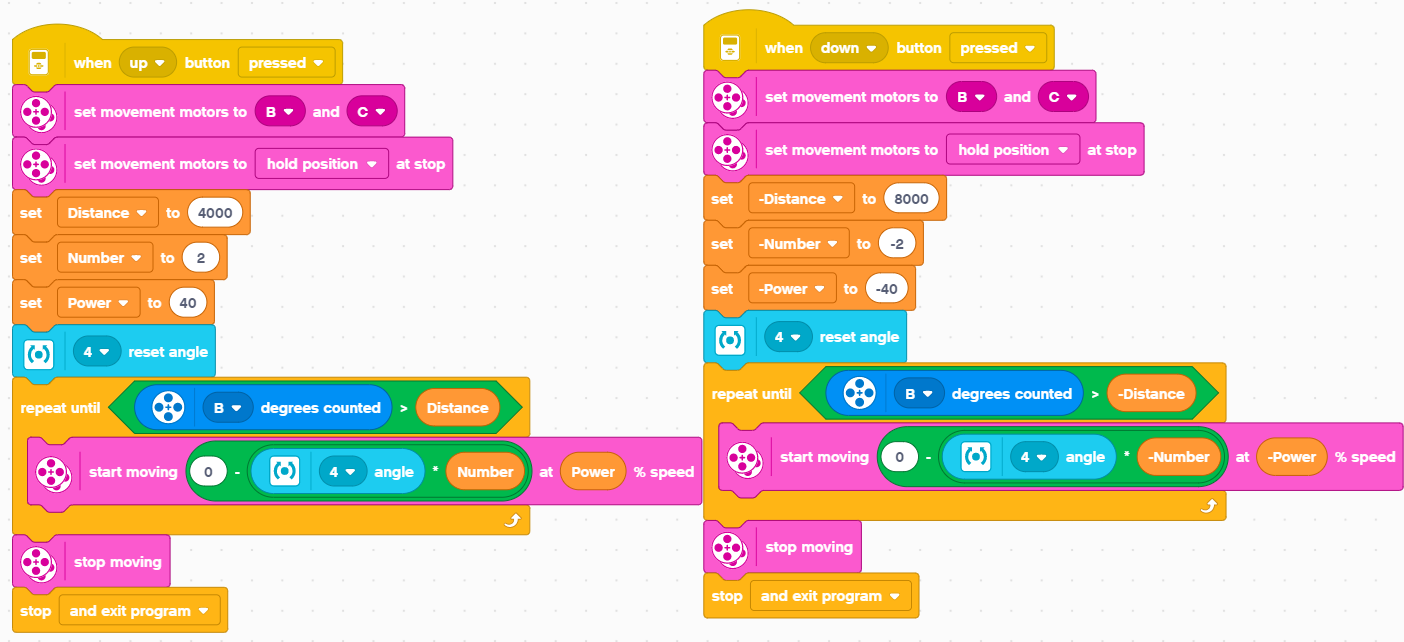 when up button pressed
set movement motors to B and C
set movement motors to hold position at stop
set Distance to 4000
set Number to 2
set Power to 40
4 reset angle
repeat until B degrees counted > Distance
start moving 0 - 4 angle * Number at Power % speed
stop moving
stop and exit program
when down button pressed
set movement motors to B and C
set movement motors to hold position at stop
set -Distance to 8000
set -Number to -2
set -Power to -40
4 reset angle
repeat until B degrees counted > -Distance
start moving 0 - 4 angle * -Number at -Power % speed
stop moving
stop and exit program